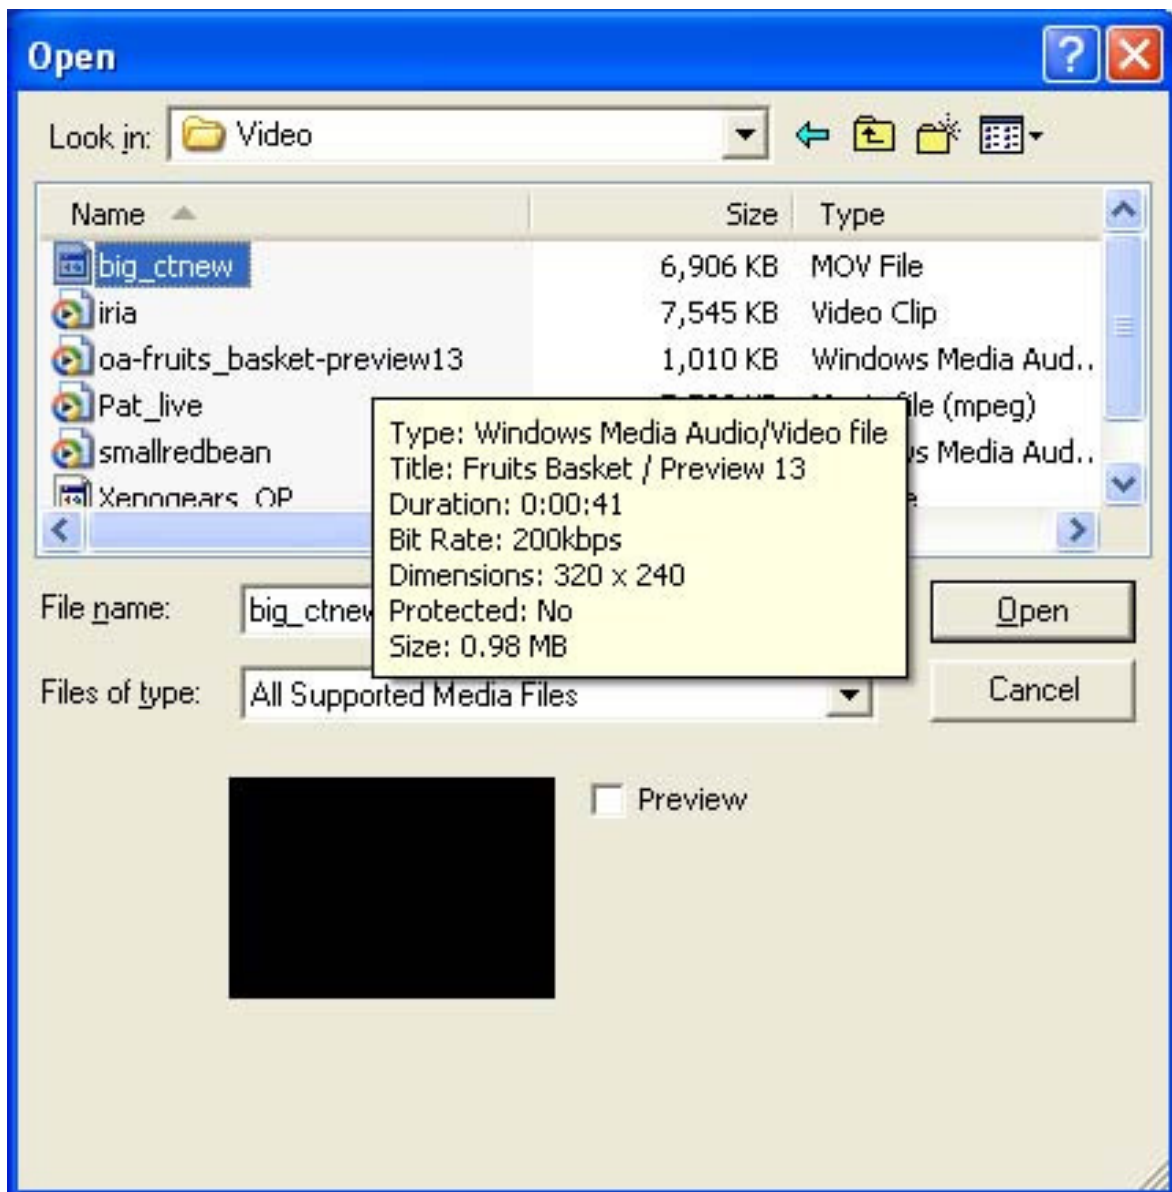 Open
Look in: Video
Name Size Type
big_ctnew 6,906 KB MOV File
iria 7,545 KB Video Clip
oa-fruits_basket-preview13 1,010 KB Windows Media Aud..
Pat_live file (mpeg)
smallredbean Media Aud..
Xenogears_OP
Type: Windows Media Audio/Video file
Title: Fruits Basket / Preview 13
Duration: 0:00:41
Bit Rate: 200kbps
Dimensions: 320 x 240
Protected: No
Size: 0.98 MB
File name: big_ctnew Open
Files of type: All Supported Media Files Cancel
Preview